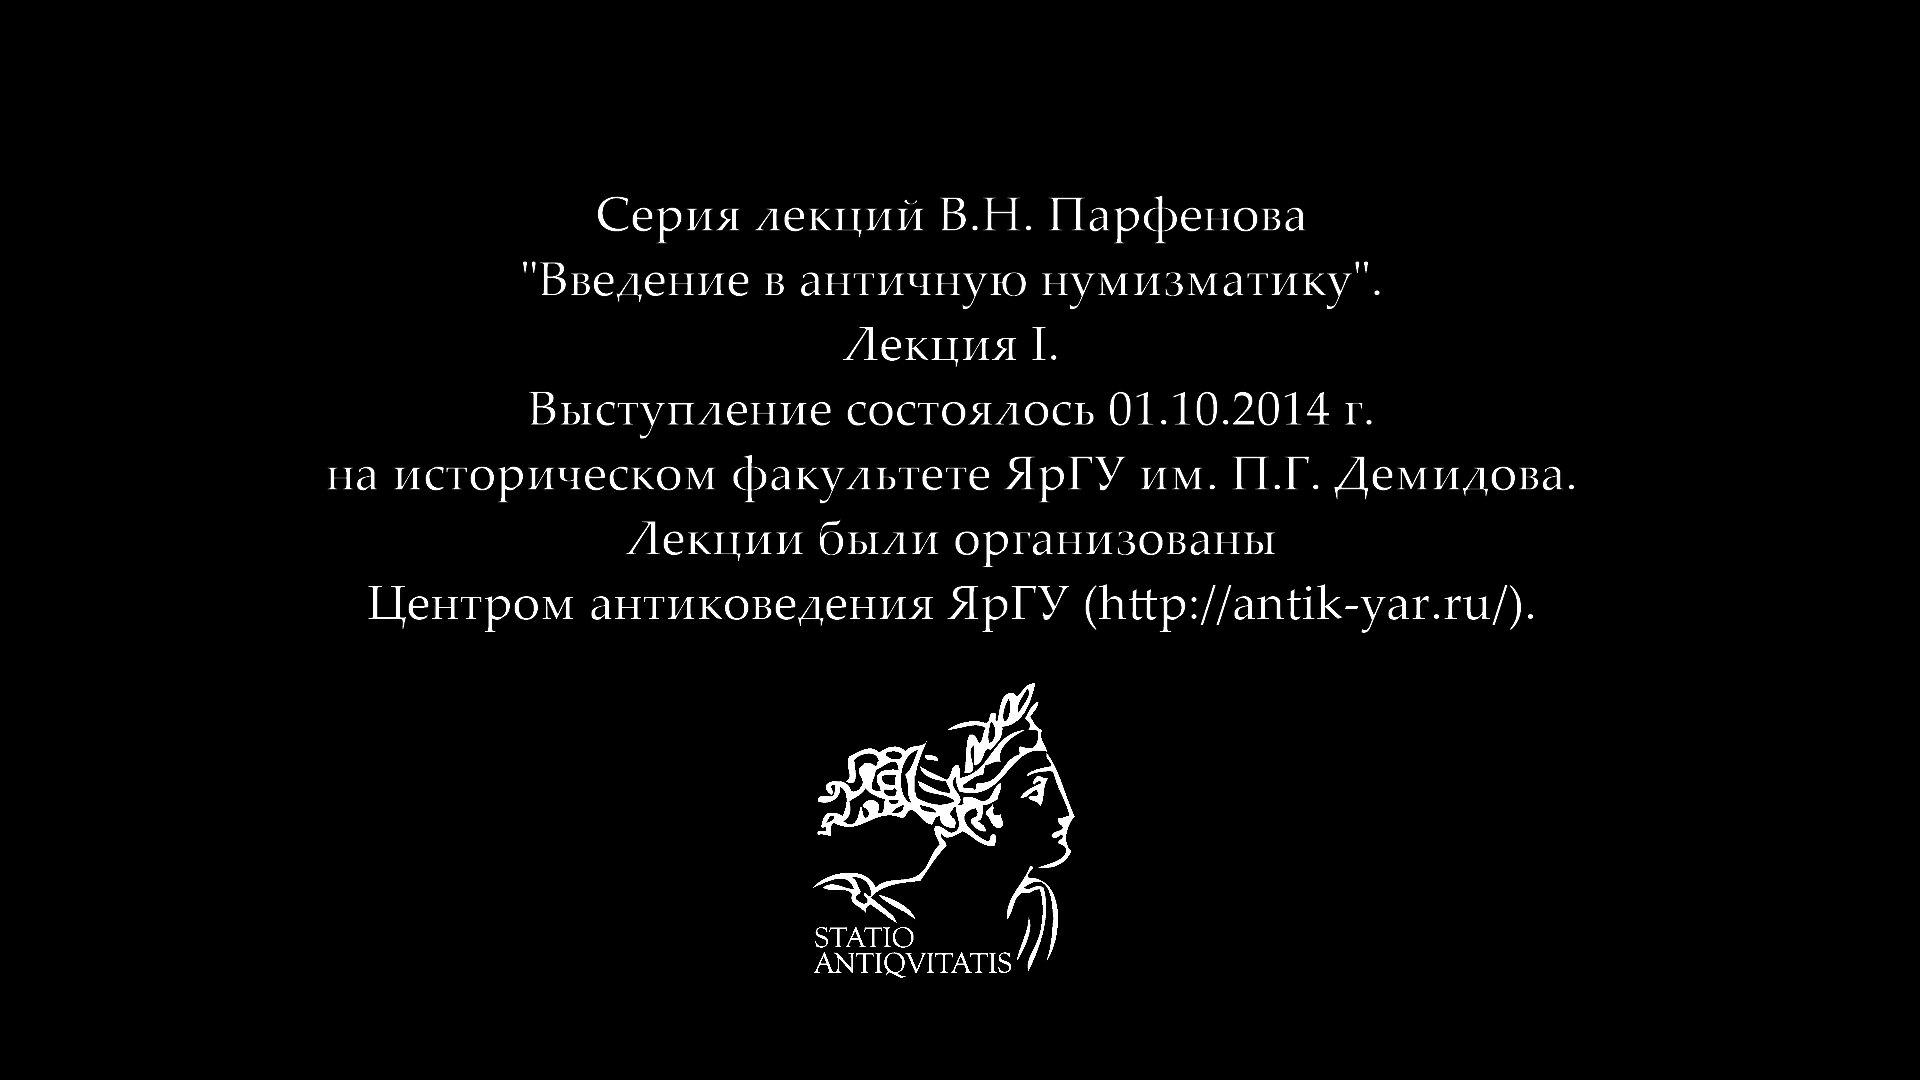 Серия лекций В.Н. Парфенова
"Введение в античную нумизматику".
Лекция I.
Выступление состоялось 01.10.2014 г.
на историческом факультете ЯрГУ им. П.Г. Демидова.
Лекции были организованы
Центром антиковедения ЯрГУ (http://antik-yar.ru/).
STATIO
ANTIQVITATIS